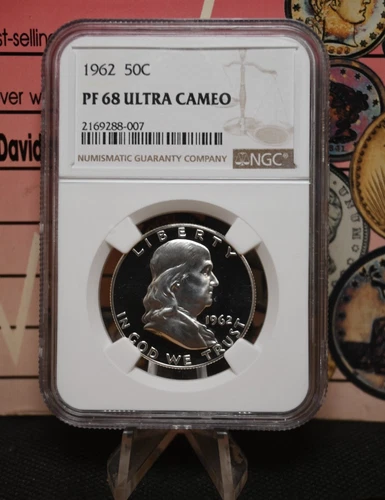 st-selling
ver w
David
1962 50C
PF 68 ULTRA CAMEO
2169288-007
NUMISMATIC GUARANTY COMPANY
NGC
LIBERTY
1962
IN GOD WE TRUST